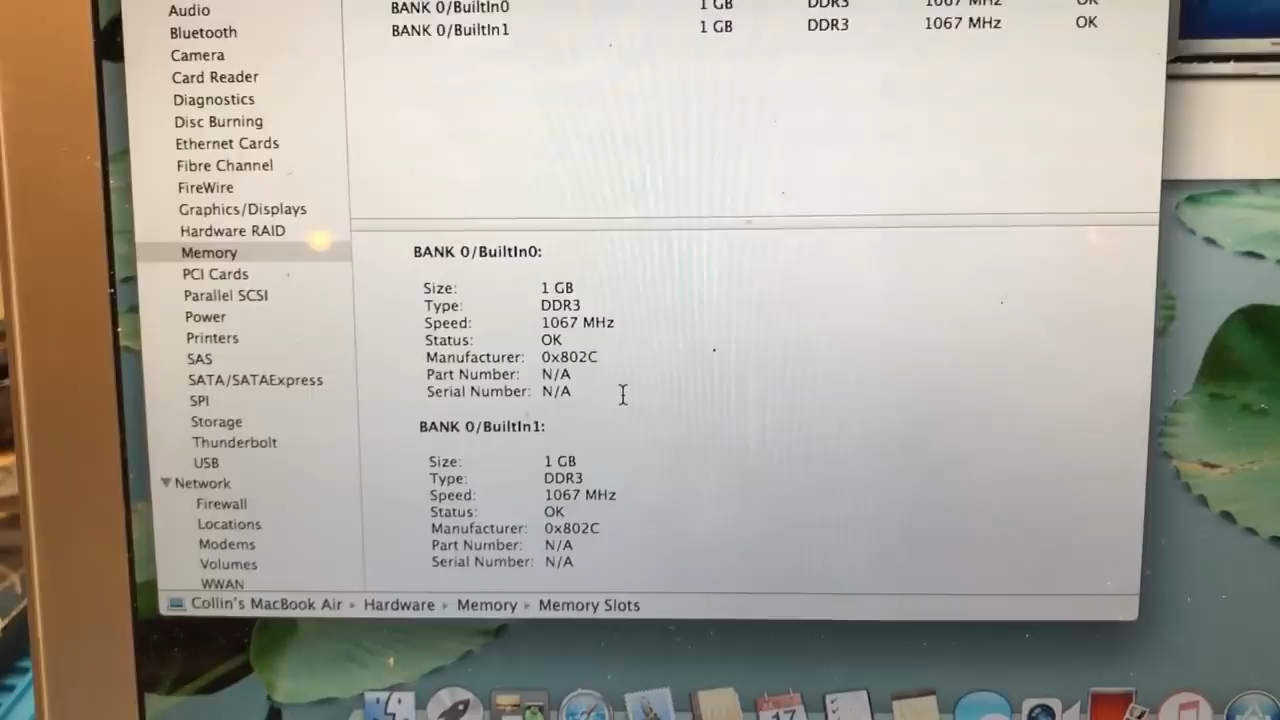 Audio
Bluetooth
Camera
Card Reader
Diagnostics
Disc Burning
Ethernet Cards
Fibre Channel
FireWire
Graphics/Displays
Hardware RAID
Memory
PCI Cards
Parallel SCSI
Power
Printers
SAS
SATA/SATAExpress
SPI
Storage
Thunderbolt
USB
Network
Firewall
Locations
Modems
Volumes
WWAN
BANK 0/BuiltIn0 1 GB DDR3 1067 MHz OK
BANK 0/BuiltIn1 1 GB DDR3 1067 MHz OK
BANK 0/BuiltIn0:
Size: 1 GB
Type: DDR3
Speed: 1067 MHz
Status: OK
Manufacturer: 0x802C
Part Number: N/A
Serial Number: N/A
BANK 0/BuiltIn1:
Size: 1 GB
Type: DDR3
Speed: 1067 MHz
Status: OK
Manufacturer: 0x802C
Part Number: N/A
Serial Number: N/A
Collin's MacBook Air ▸ Hardware ▸ Memory ▸ Memory Slots
17